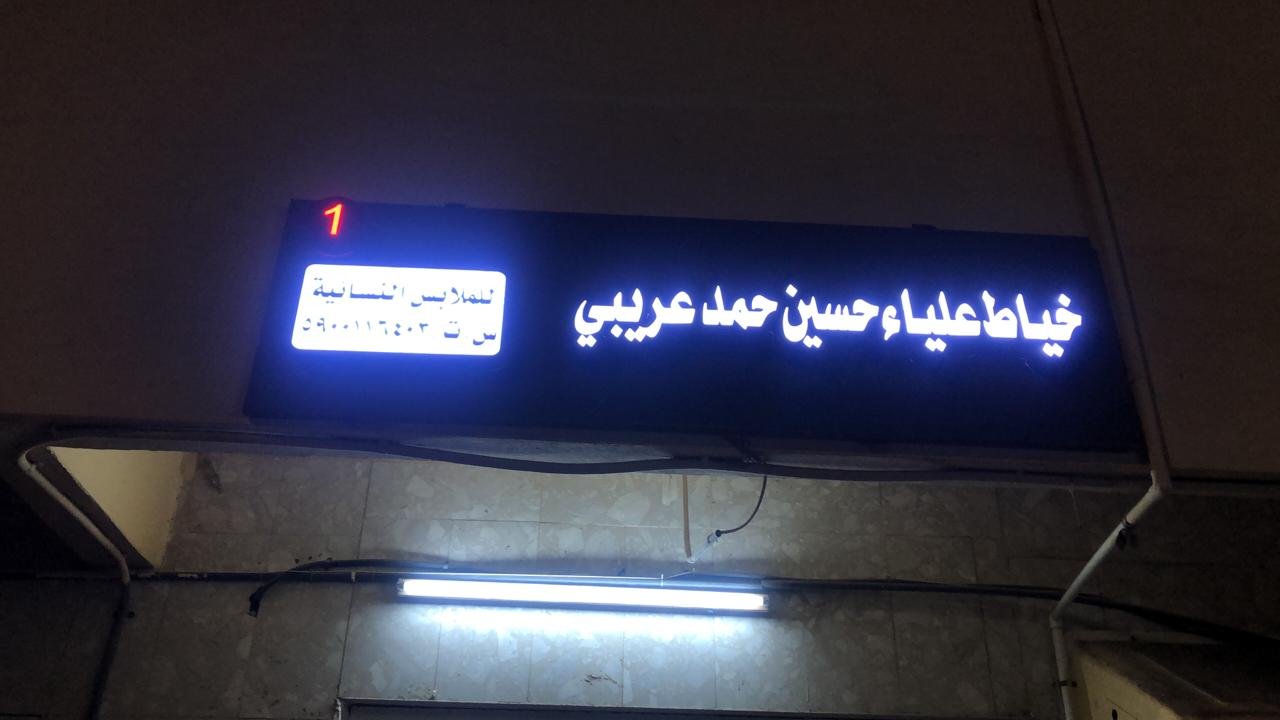 1
خياط علياء حسين حمد عريبي
للملابس النسائية
س ت ٥٩٠٠١١٦٤٠٣